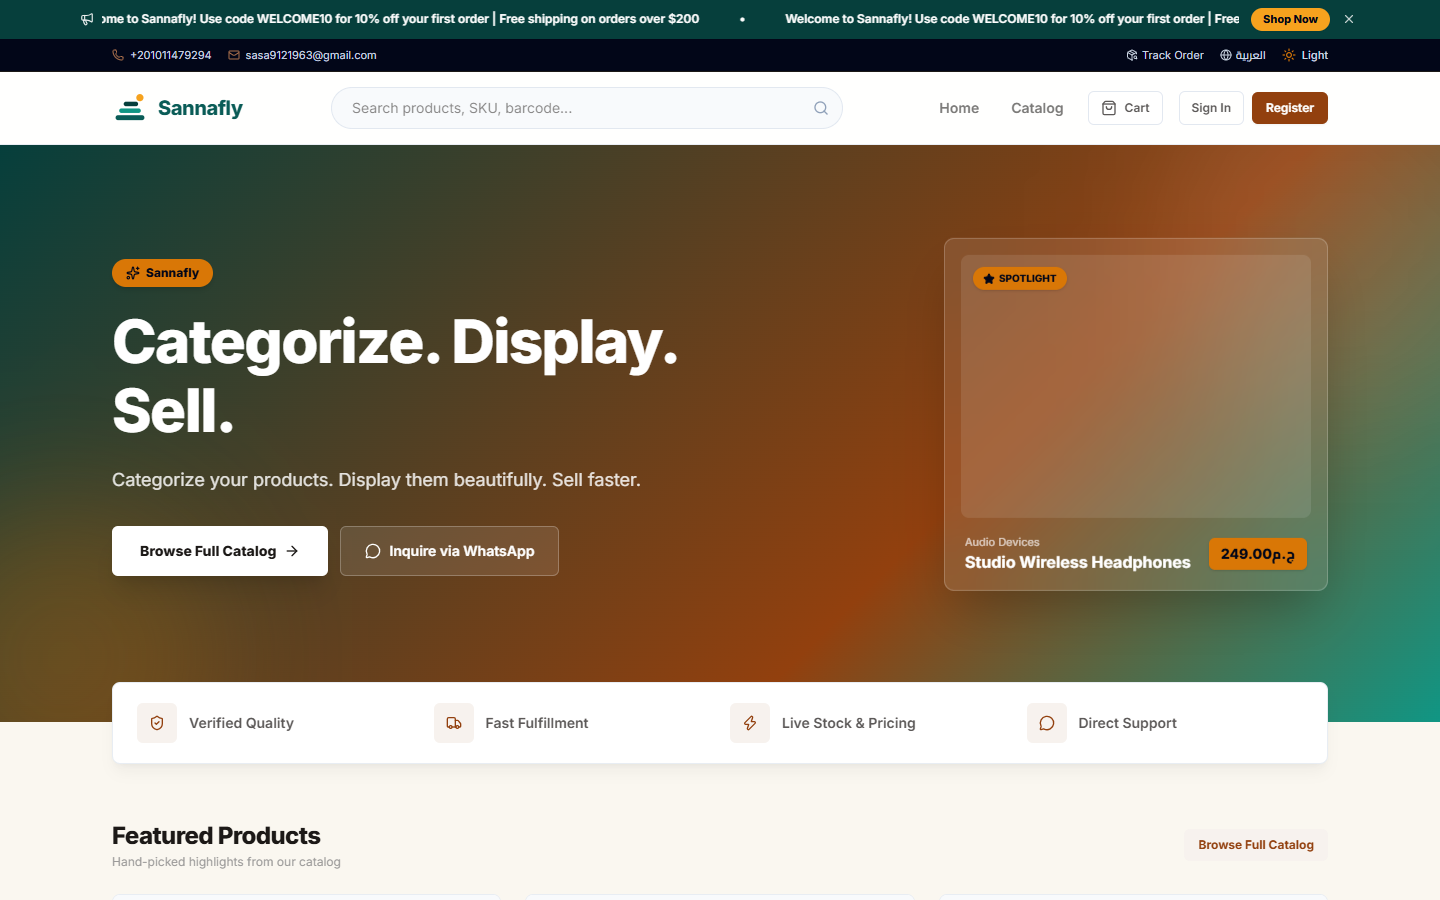 ome to Sannafly! Use code WELCOME10 for 10% off your first order | Free shipping on orders over $200 • Welcome to Sannafly! Use code WELCOME10 for 10% off your first order | Free
Shop Now
+201011479294
sasa9121963@gmail.com
Track Order
العربية
Light
Sannafly
Search products, SKU, barcode...
Home
Catalog
Cart
Sign In
Register
Sannafly
Categorize. Display.
Sell.
Categorize your products. Display them beautifully. Sell faster.
Browse Full Catalog
Inquire via WhatsApp
SPOTLIGHT
Audio Devices
Studio Wireless Headphones
249.00ج.م
Verified Quality
Fast Fulfillment
Live Stock & Pricing
Direct Support
Featured Products
Hand-picked highlights from our catalog
Browse Full Catalog